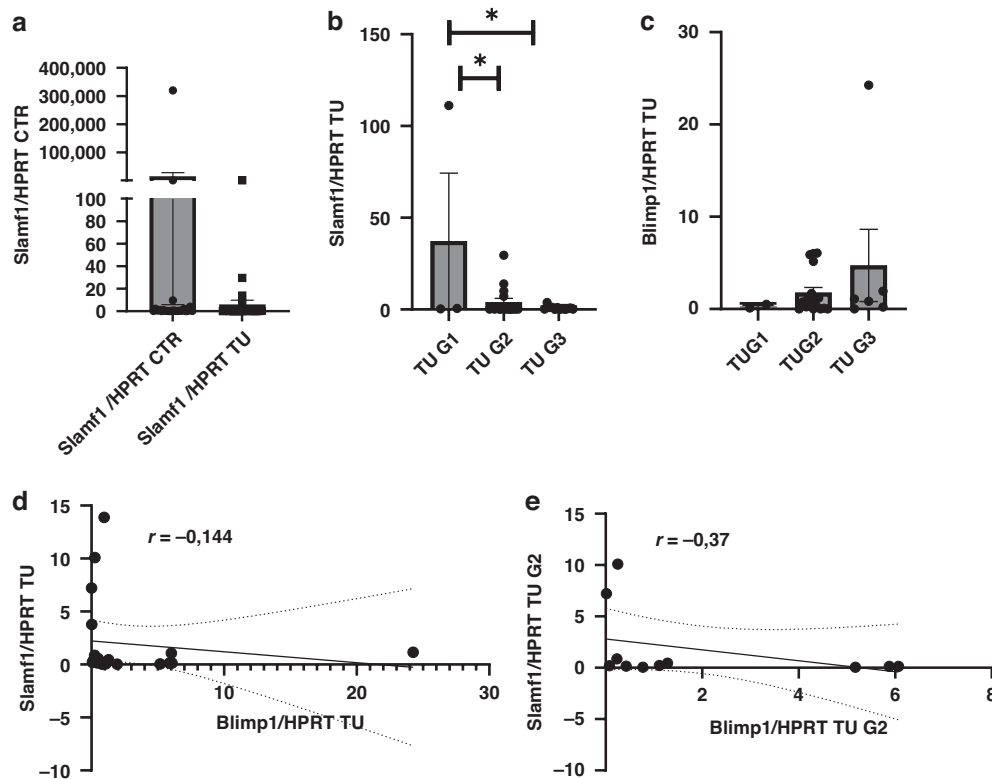 a
Slamf1/HPRT CTR
400,000
300,000
200,000
100,000
100
80
60
40
20
0
Slamf1 /HPRT CTR
Slamf1 /HPRT TU
b
Slamf1/HPRT TU
150
100
50
0
*
*
TU G1
TU G2
TU G3
c
Blimp1/HPRT TU
30
20
10
0
TUG1
TUG2
TU G3
d
Slamf1/HPRT TU
15
10
5
0
−5
−10
r = −0,144
10
20
30
Blimp1/HPRT TU
e
Slamf1/HPRT TU G2
15
10
5
0
−5
−10
r = −0,37
2
4
6
8
Blimp1/HPRT TU G2